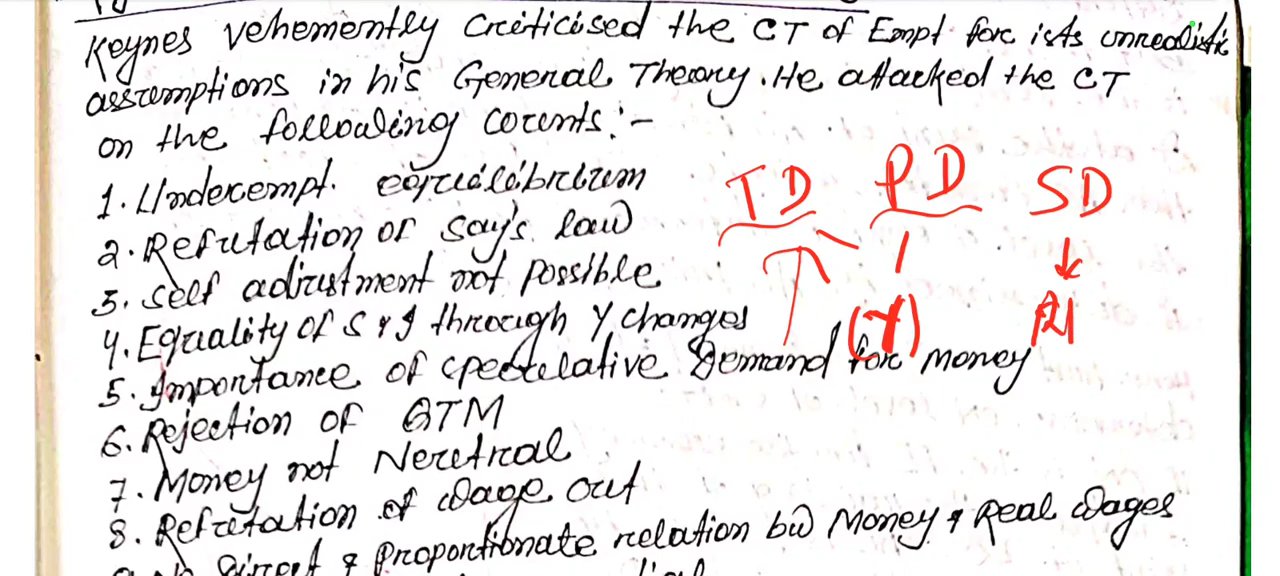 Keynes vehemently Criticised the CT of Empt for its unrealistic
assumptions in his General Theory. He attacked the CT
on the following counts:-
1. Underempt. equilibrium
2. Refutation of Say's law
3. Self adjustment not possible
4. Equality of S & I through Y changes
5. Importance of Speculative Demand for money
6. Rejection of QTM
7. Money not Neutral
8. Refutation of Wage cut
Direct & Proportionate relation bw Money & Real Wages
TD PD SD
(Y)